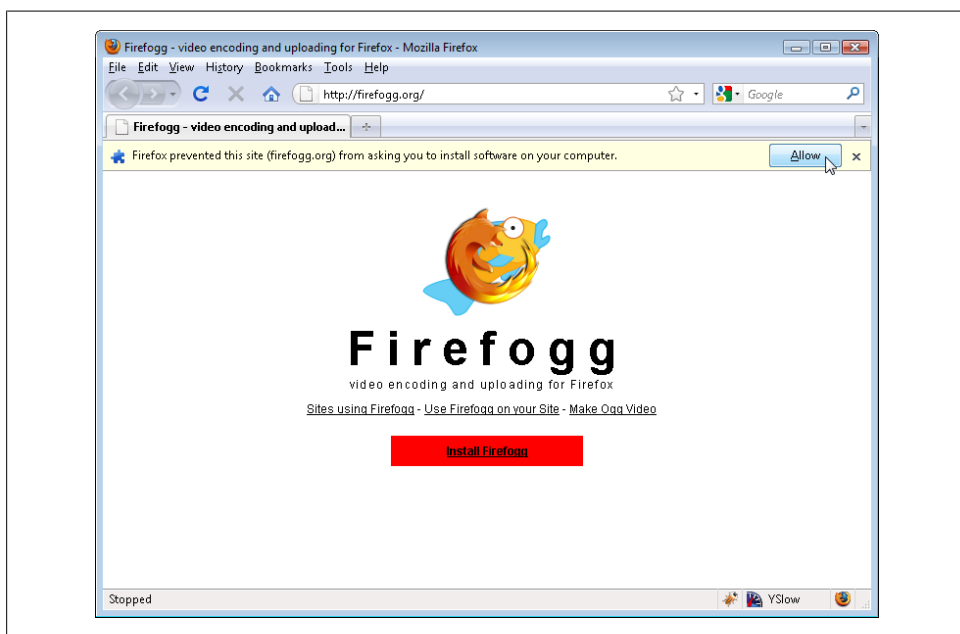 Firefogg - video encoding and uploading for Firefox - Mozilla Firefox
File Edit View History Bookmarks Tools Help
http://firefogg.org/ Google
Firefogg - video encoding and upload...
Firefox prevented this site (firefogg.org) from asking you to install software on your computer. Allow
Firefogg
video encoding and uploading for Firefox
Sites using Firefogg - Use Firefogg on your Site - Make Ogg Video
Install Firefogg
Stopped YSlow